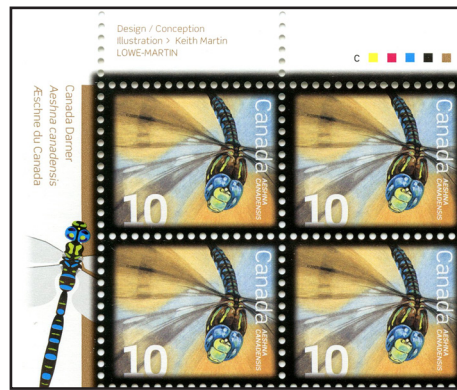 Design / Conception
Illustration > Keith Martin
LOWE-MARTIN
C
Canada Darner
Aeshna canadensis
Æschne du Canada
Canada
AESHNA
CANADENSIS
10
Canada
AESHNA
CANADENSIS
10
Canada
AESHNA
CANADENSIS
10
Canada
AESHNA
CANADENSIS
10